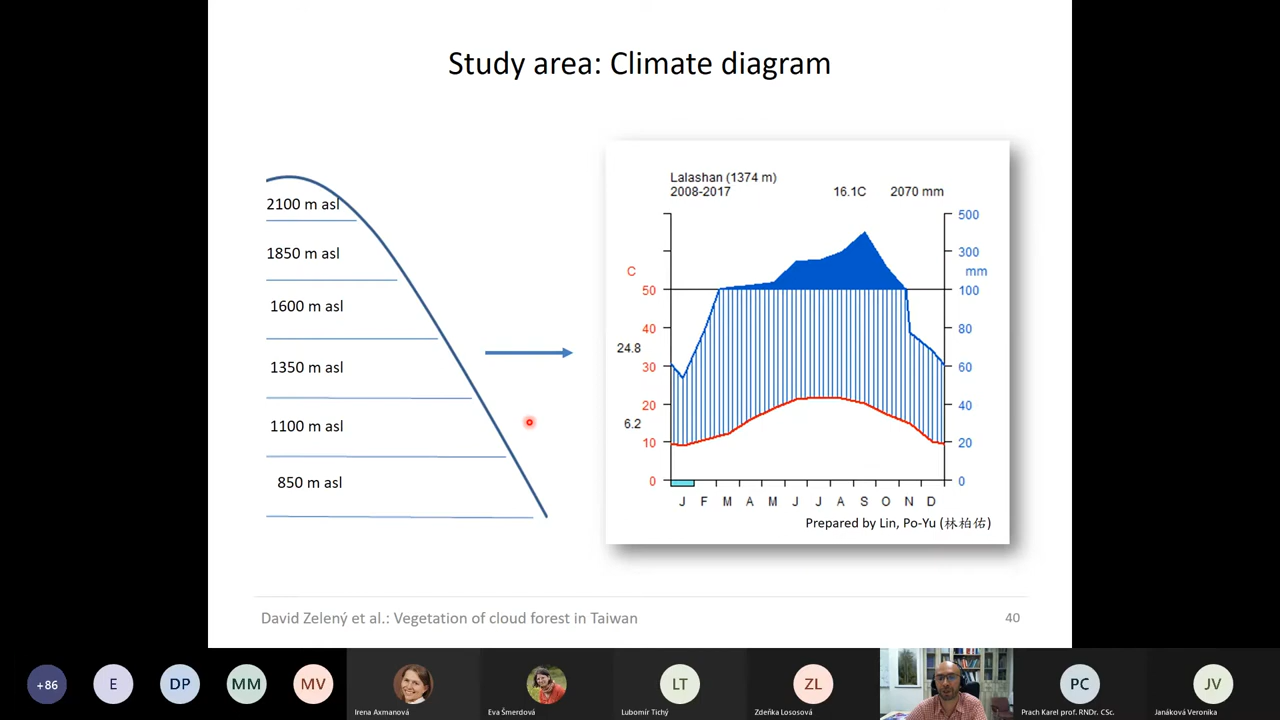 Study area: Climate diagram
2100 m asl
1850 m asl
1600 m asl
1350 m asl
1100 m asl
850 m asl
Lalashan (1374 m)
2008-2017
16.1C
2070 mm
C
50
40
24.8
30
20
6.2
10
0
500
300
mm
100
80
60
40
20
0
J F M A M J J A S O N D
Prepared by Lin, Po-Yu (林柏佑)
David Zelený et al.: Vegetation of cloud forest in Taiwan
40
+86
E
DP
MM
MV
LT
ZL
PC
JV
Irena Axmanová
Eva Šmerdová
Lubomír Tichý
Zdeňka Lososová
Prach Karel prof. RNDr. CSc.
Janáková Veronika